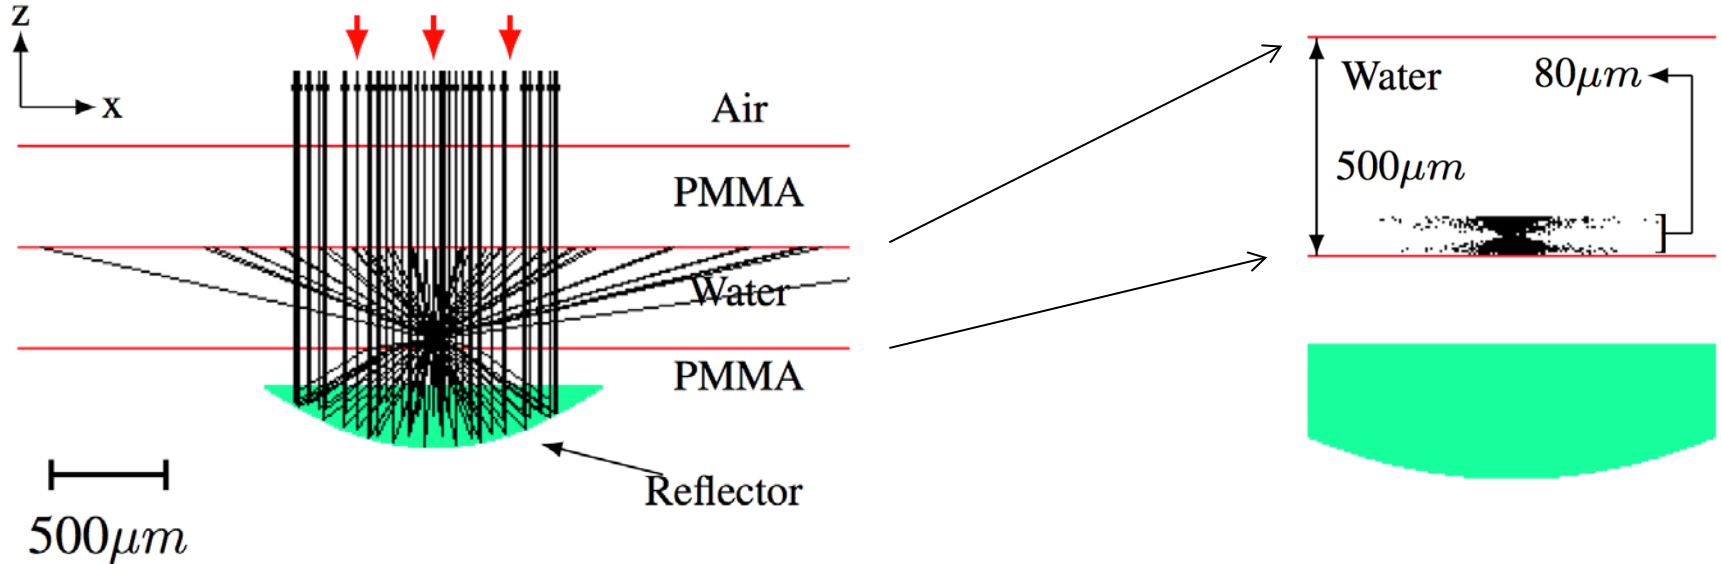 z
x
Air
PMMA
Water
PMMA
Reflector
500μm
Water
80μm
500μm